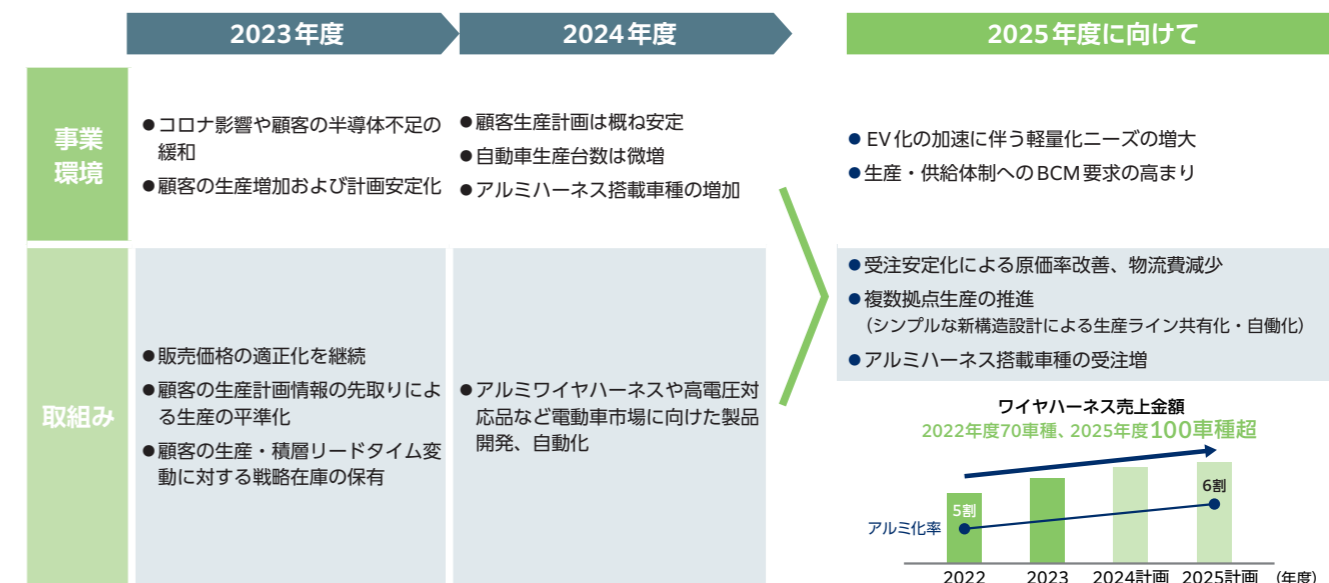 2023年度
2024年度
2025年度に向けて
事業
環境
●コロナ影響や顧客の半導体不足の
緩和
●顧客の生産増加および計画安定化
●顧客生産計画は概ね安定
●自動車生産台数は微増
●アルミハーネス搭載車種の増加
●EV化の加速に伴う軽量化ニーズの増大
●生産・供給体制へのBCM要求の高まり
取組み
●販売価格の適正化を継続
●顧客の生産計画情報の先取りによ
る生産の平準化
●顧客の生産・積層リードタイム変
動に対する戦略在庫の保有
●アルミワイヤハーネスや高電圧対
応品など電動車市場に向けた製品
開発、自動化
●受注安定化による原価率改善、物流費減少
●複数拠点生産の推進
（シンプルな新構造設計による生産ライン共有化・自働化）
●アルミハーネス搭載車種の受注増
ワイヤハーネス売上金額
2022年度70車種、2025年度100車種超
5割
6割
アルミ化率
2022 2023 2024計画 2025計画 (年度)